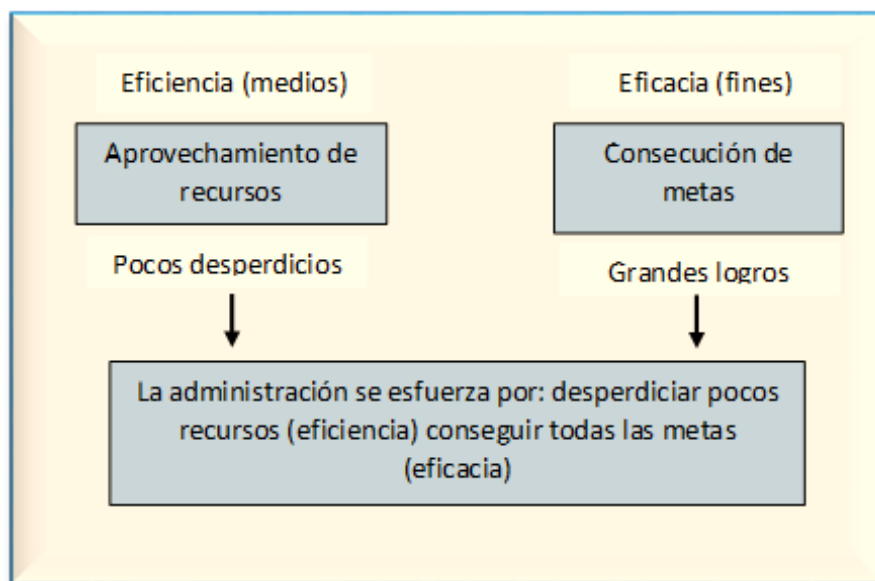 Eficiencia (medios)
Aprovechamiento de
recursos
Pocos desperdicios
Eficacia (fines)
Consecución de
metas
Grandes logros
La administración se esfuerza por: desperdiciar pocos
recursos (eficiencia) conseguir todas las metas
(eficacia)